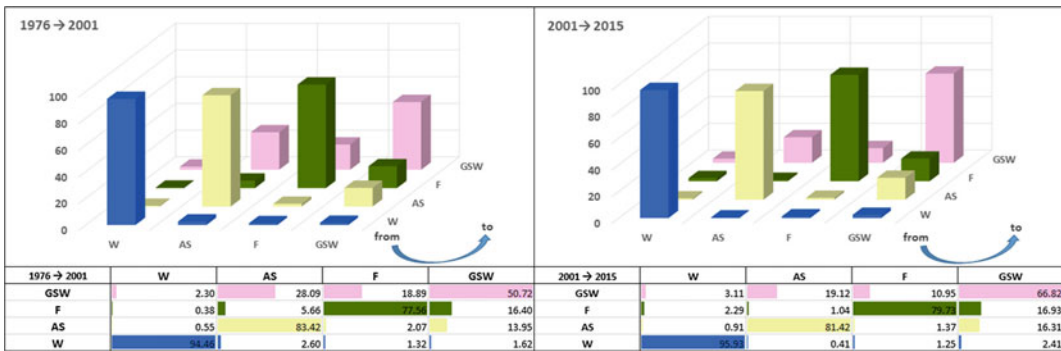 1976 → 2001
100
80
60
40
20
0
W
AS
F
GSW
W
AS
F
GSW
from
to
1976 → 2001 W AS F GSW
GSW 2.30 28.09 18.89 50.72
F 0.38 5.66 77.56 16.40
AS 0.55 83.42 2.07 13.95
W 94.46 2.60 1.32 1.62
2001→ 2015
100
80
60
40
20
0
W
AS
F
GSW
W
AS
F
GSW
from
to
2001 → 2015 W AS F GSW
GSW 3.11 19.12 10.95 66.82
F 2.29 1.04 79.73 16.93
AS 0.91 81.42 1.37 16.31
W 95.93 0.41 1.25 2.41